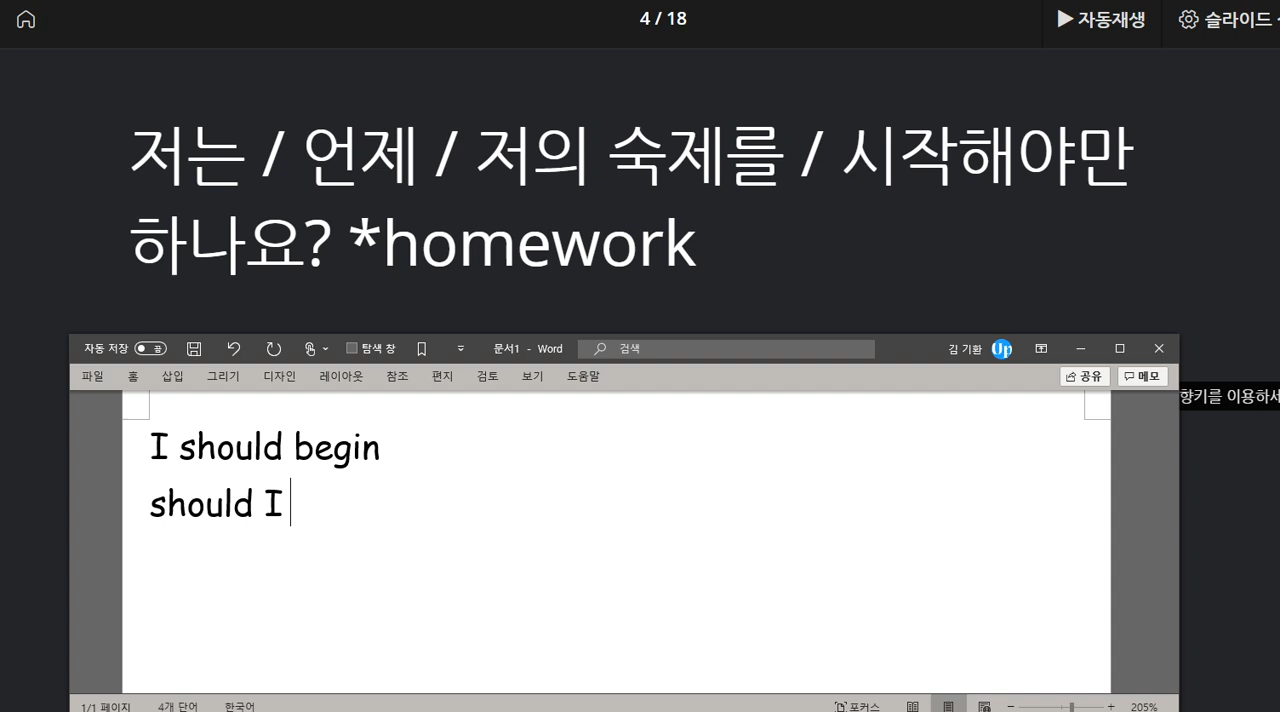 4 / 18
자동재생
슬라이드
저는 / 언제 / 저의 숙제를 / 시작해야만
하나요? *homework
자동 저장 끔 탐색 창 문서1 - Word 검색 김 기환 Up
파일 홈 삽입 그리기 디자인 레이아웃 참조 편지 검토 보기 도움말 공유 메모
향키를 이용하세
I should begin
should I
1/1 페이지 4개 단어 한국어 포커스 205%